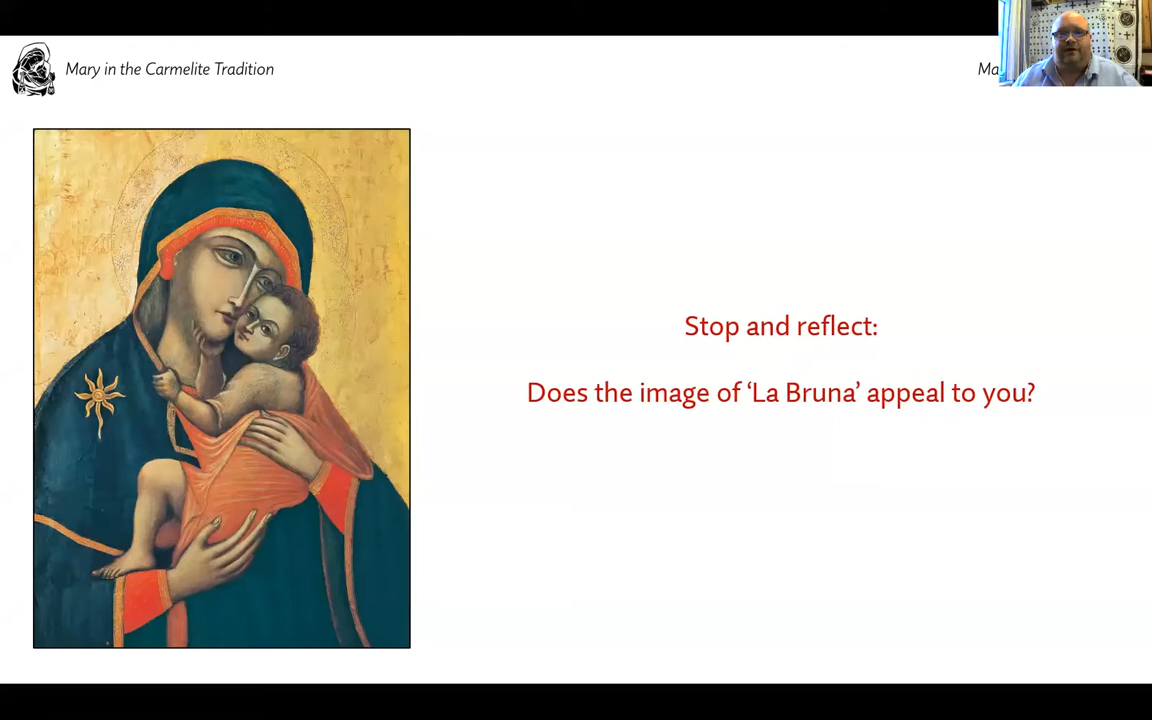 Mary in the Carmelite Tradition
Stop and reflect:
Does the image of ‘La Bruna’ appeal to you?